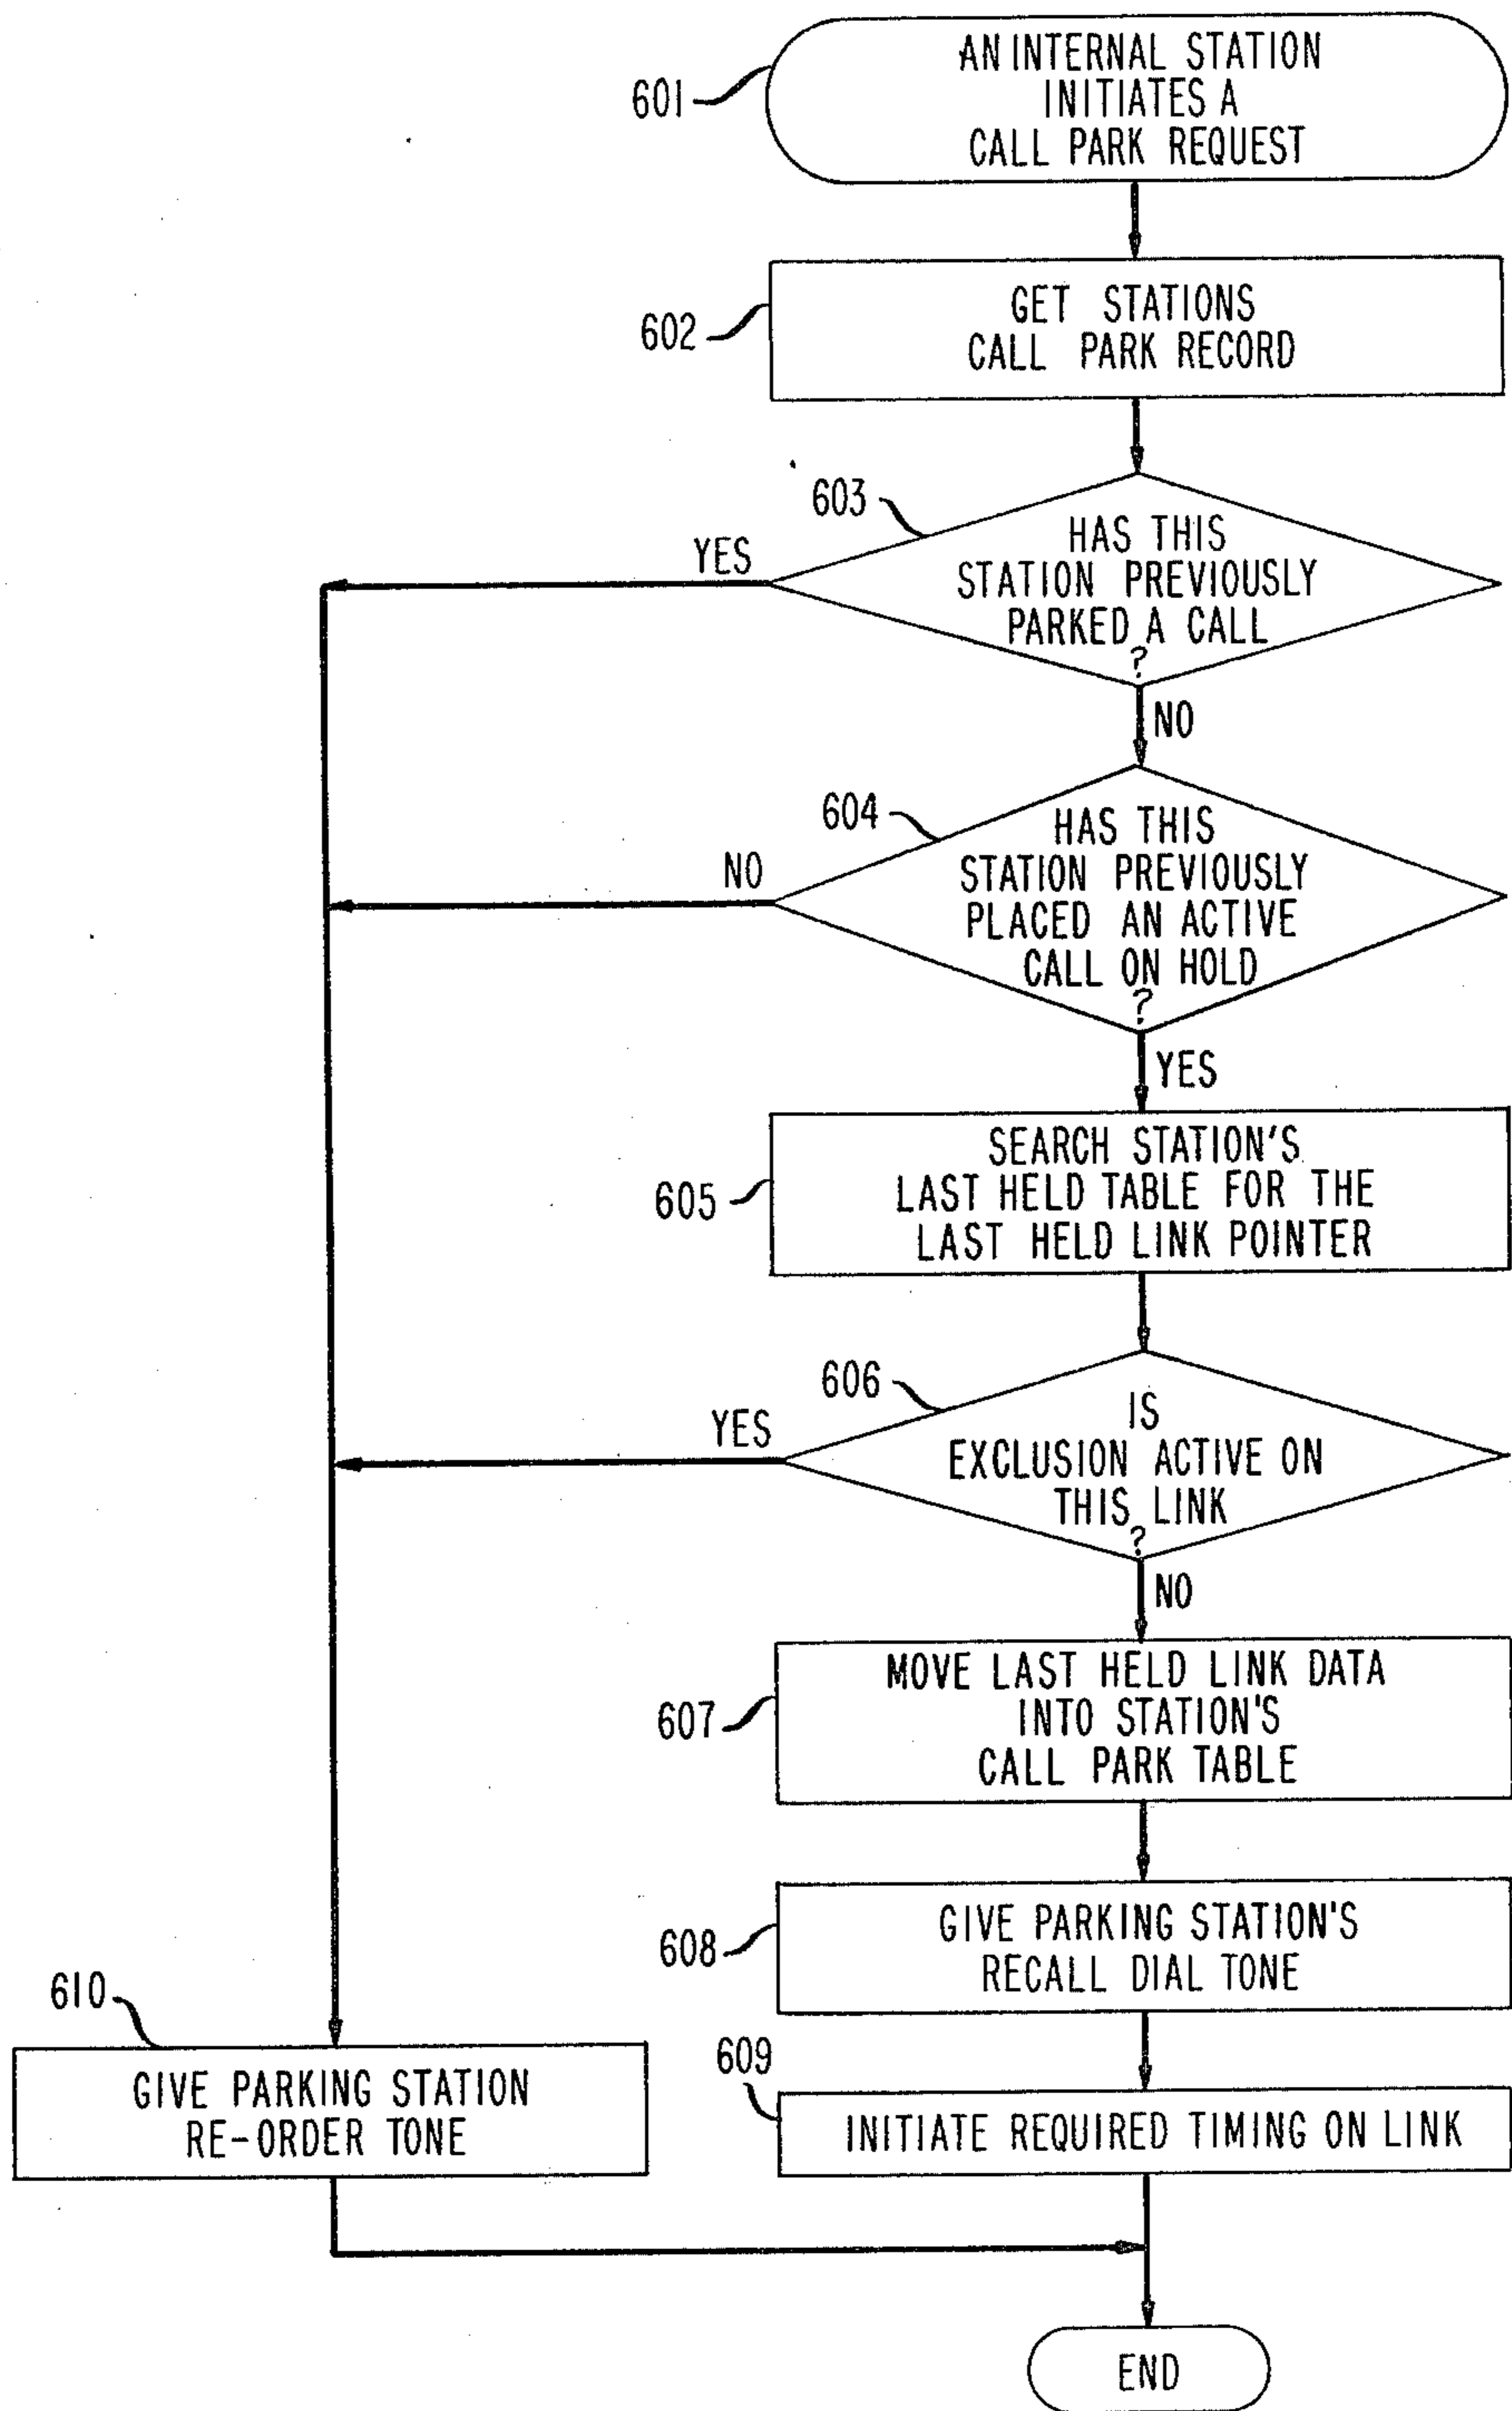 601
AN INTERNAL STATION
INITIATES A
CALL PARK REQUEST
602
GET STATIONS
CALL PARK RECORD
603
HAS THIS
STATION PREVIOUSLY
PARKED A CALL
?
YES
NO
604
HAS THIS
STATION PREVIOUSLY
PLACED AN ACTIVE
CALL ON HOLD
?
NO
YES
605
SEARCH STATION'S
LAST HELD TABLE FOR THE
LAST HELD LINK POINTER
606
IS
EXCLUSION ACTIVE ON
THIS LINK
?
YES
NO
607
MOVE LAST HELD LINK DATA
INTO STATION'S
CALL PARK TABLE
608
GIVE PARKING STATION'S
RECALL DIAL TONE
610
GIVE PARKING STATION
RE-ORDER TONE
609
INITIATE REQUIRED TIMING ON LINK
END